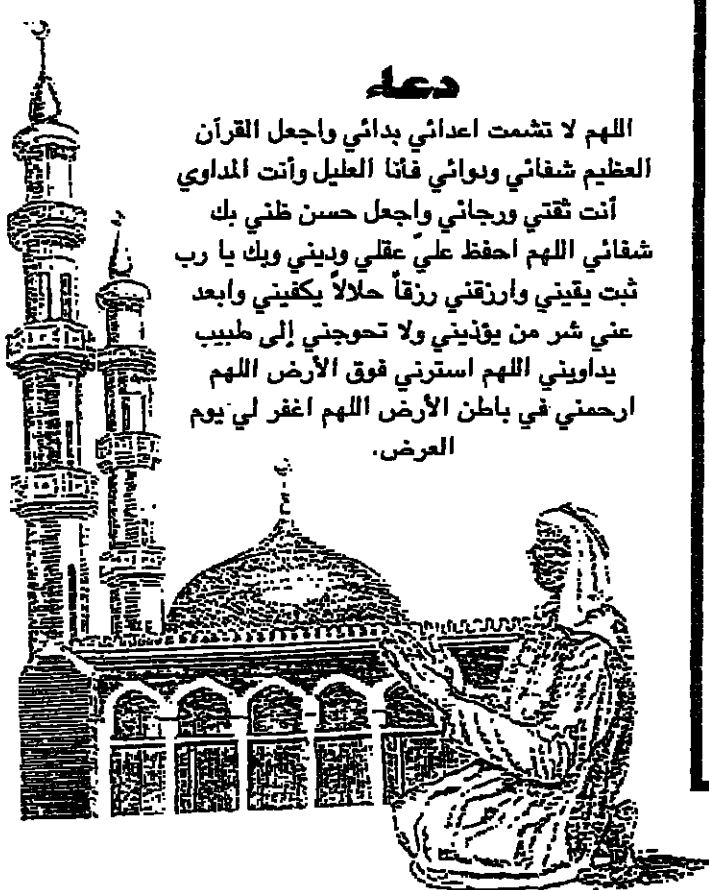 دعاء
اللهم لا تشمت اعدائي بدائي واجعل القرآن
العظيم شفائي ودوائي فأنا العليل وأنت المداوي
أنت ثقتي ورجائي واجعل حسن ظني بك
شفائي اللهم احفظ عليّ عقلي وديني وبك يا رب
ثبت يقيني وارزقني رزقاً حلالاً يكفيني وابعد
عني شر من يؤذيني ولا تحوجني إلى طبيب
يداويني اللهم استرني فوق الأرض اللهم
ارحمني في باطن الأرض اللهم اغفر لي يوم
العرض.